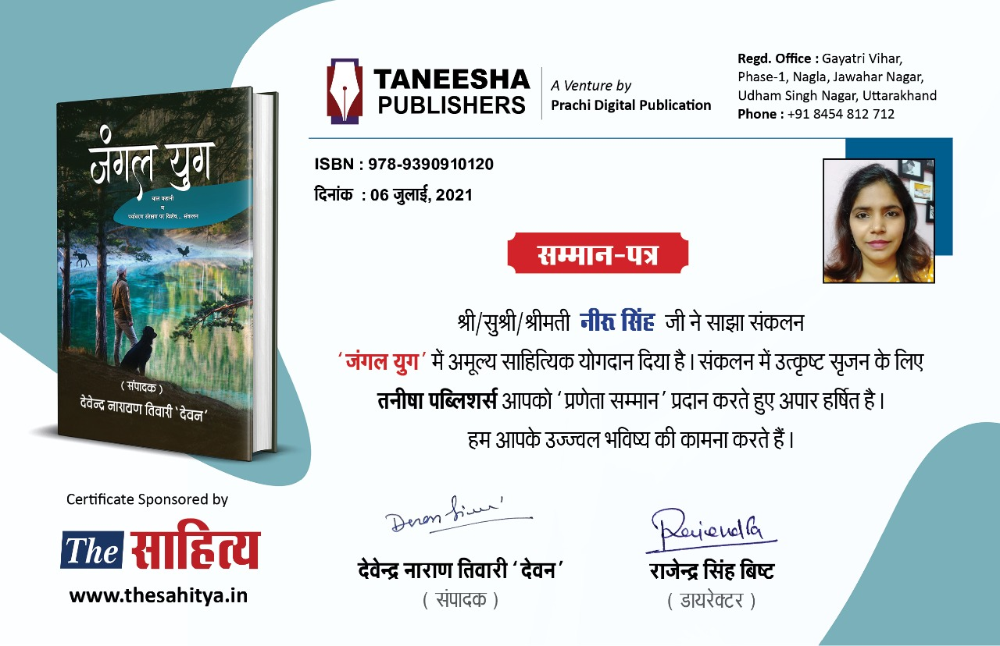 जंगल युग
बाल कहानी
व
पर्यावरण संरक्षण पर विशेष... संकलन
( संपादक )
देवेन्द्र नारायण तिवारी ‘देवन’
TANEESHA
PUBLISHERS
A Venture by
Prachi Digital Publication
Regd. Office : Gayatri Vihar,
Phase-1, Nagla, Jawahar Nagar,
Udham Singh Nagar, Uttarakhand
Phone : +91 8454 812 712
ISBN : 978-9390910120
दिनांक : 06 जुलाई, 2021
सम्मान-पत्र
श्री/सुश्री/श्रीमती नीरू सिंह जी ने साझा संकलन
‘जंगल युग’ में अमूल्य साहित्यिक योगदान दिया है । संकलन में उत्कृष्ट सृजन के लिए
तनीषा पब्लिशर्स आपको ‘प्रणेता सम्मान’ प्रदान करते हुए अपार हर्षित है ।
हम आपके उज्ज्वल भविष्य की कामना करते हैं ।
Certificate Sponsored by
The साहित्य
www.thesahitya.in
देवेन्द्र नाराण तिवारी ‘देवन’
( संपादक )
Rajendra
राजेन्द्र सिंह बिष्ट
( डायरेक्टर )